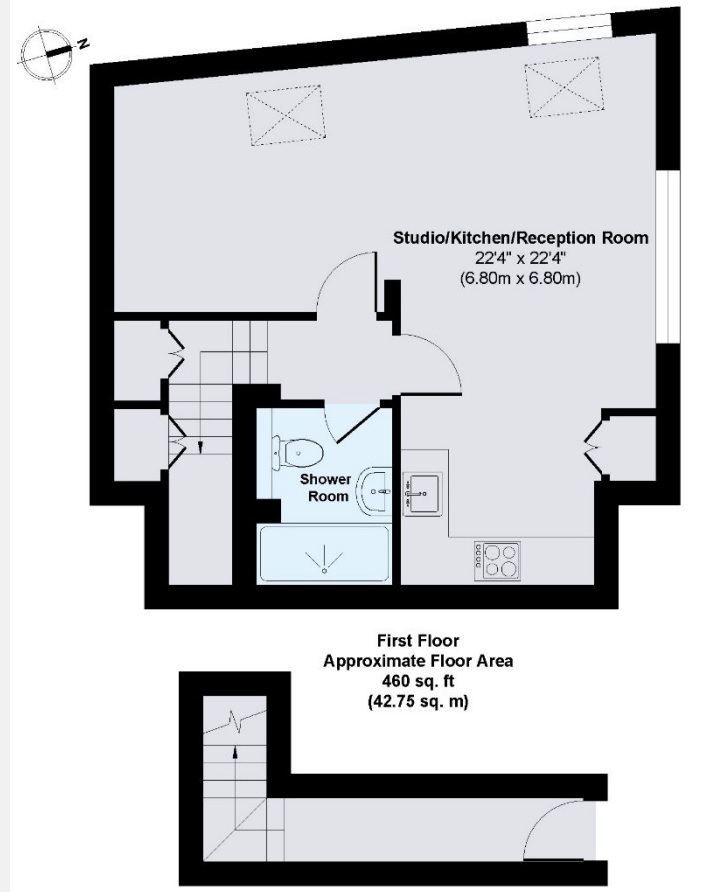 N
Studio/Kitchen/Reception Room
22'4" x 22'4"
(6.80m x 6.80m)
Shower
Room
First Floor
Approximate Floor Area
460 sq. ft
(42.75 sq. m)